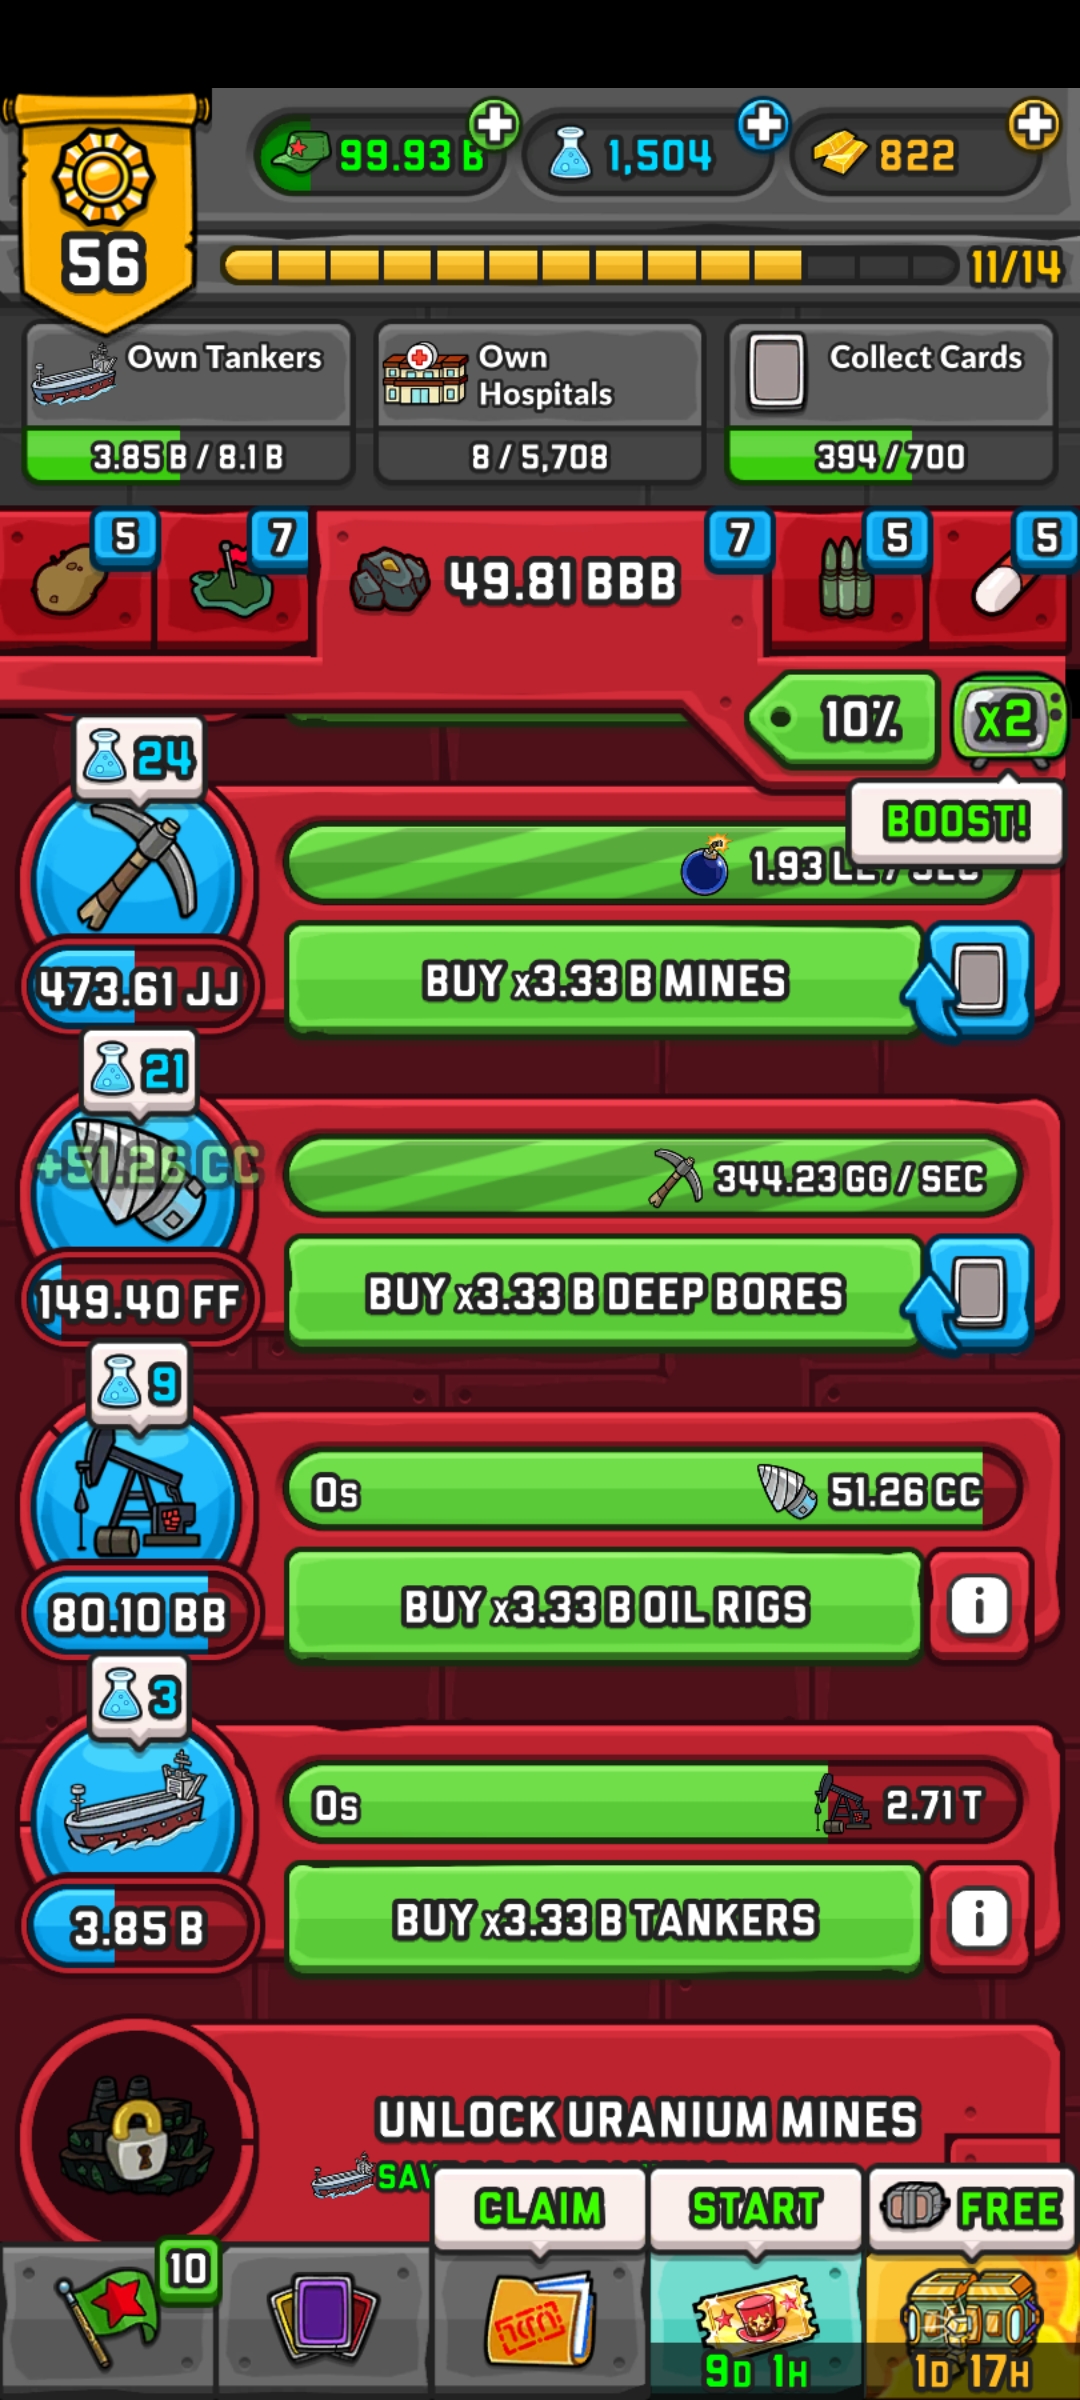 99.93 B
1,504
822
56
11/14
Own Tankers
3.85 B / 8.1 B
Own
Hospitals
8 / 5,708
Collect Cards
394 / 700
5
7
49.81 BBB
7
5
5
10%
x2
BOOST!
24
1.93 LL / SEC
BUY x3.33 B MINES
473.61 JJ
21
+51.26 CC
344.23 GG / SEC
BUY x3.33 B DEEP BORES
149.40 FF
9
0s
51.26 CC
BUY x3.33 B OIL RIGS
i
80.10 BB
3
0s
2.71 T
BUY x3.33 B TANKERS
i
3.85 B
UNLOCK URANIUM MINES
CLAIM
START
FREE
10
9D 1H
1D 17H